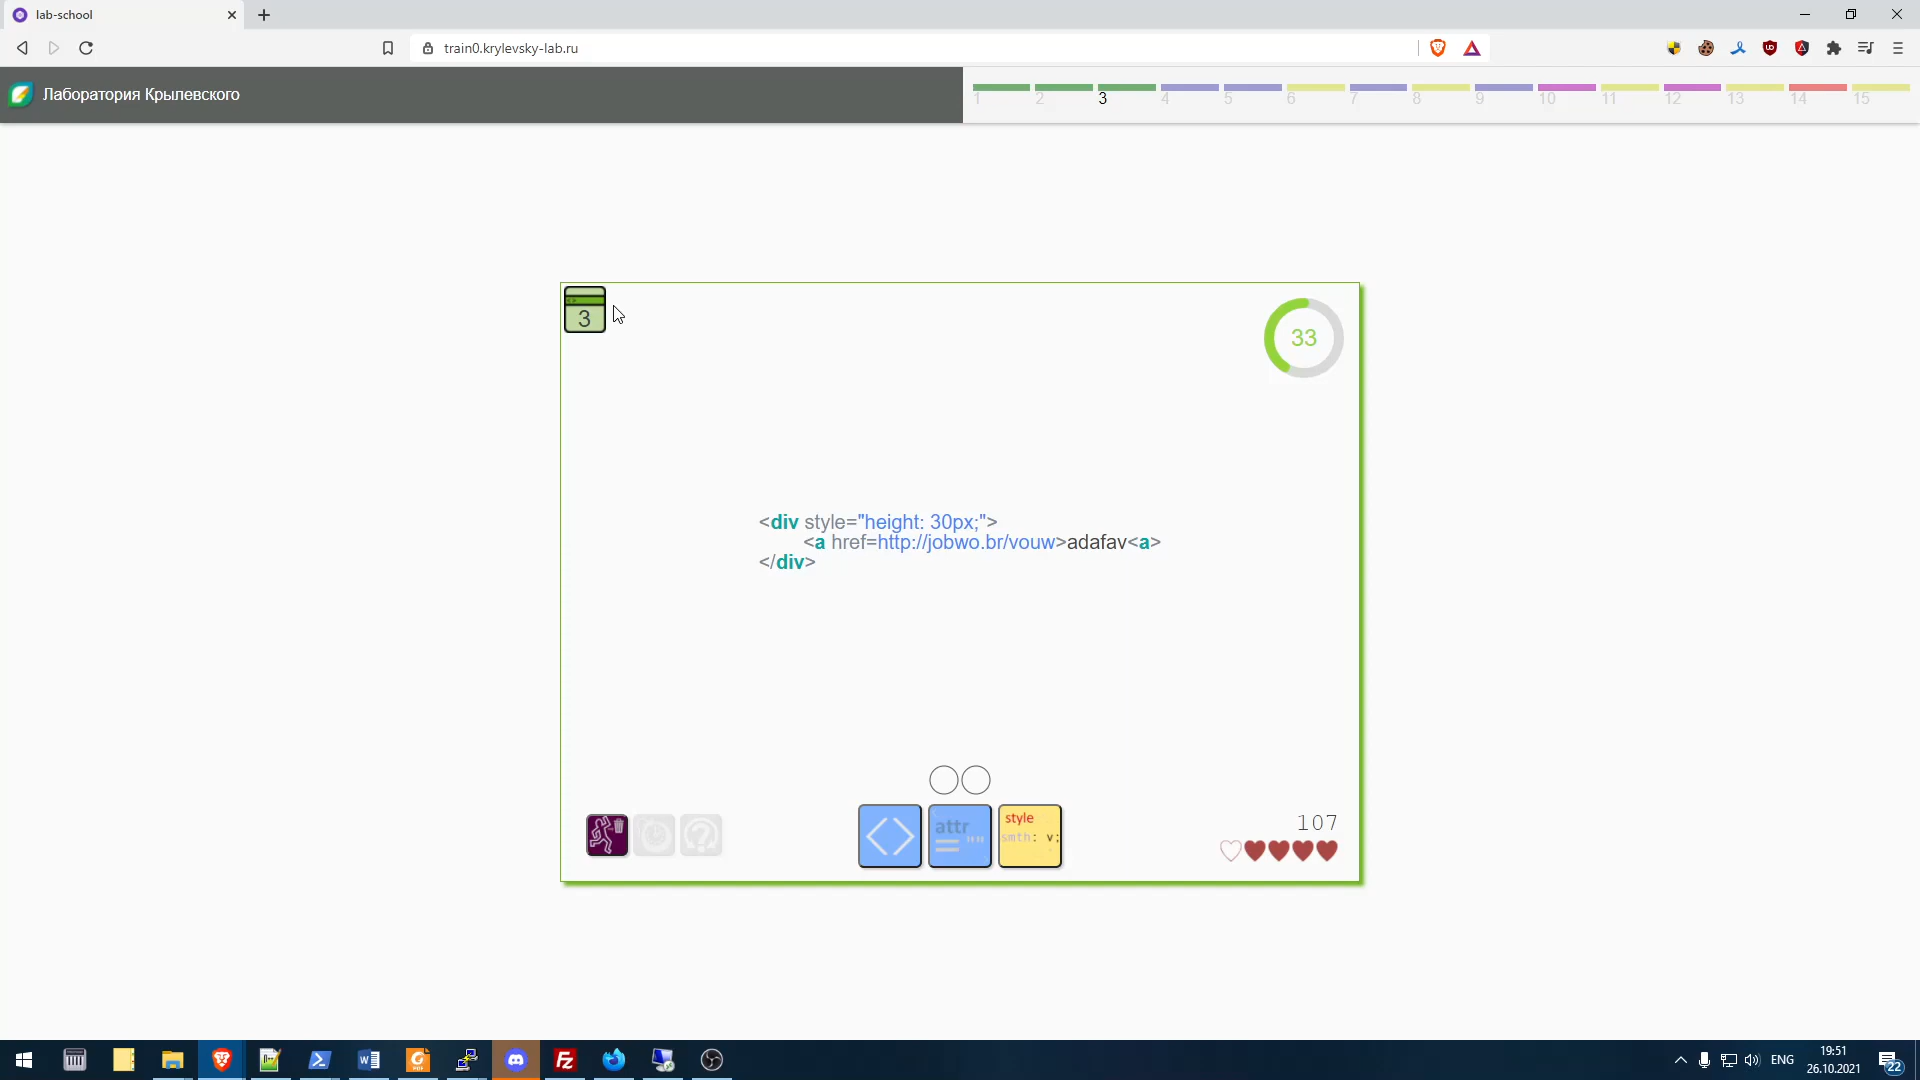 lab-school
train0.krylevsky-lab.ru
Лаборатория Крылевского
1 2 3 4 5 6 7 8 9 10 11 12 13 14 15
3
33
<div style="height: 30px;">
<a href=http://jobwo.br/vouw>adafav<a>
</div>
attr
= ""
style
smth: v;
107
ENG
19:51
26.10.2021
22